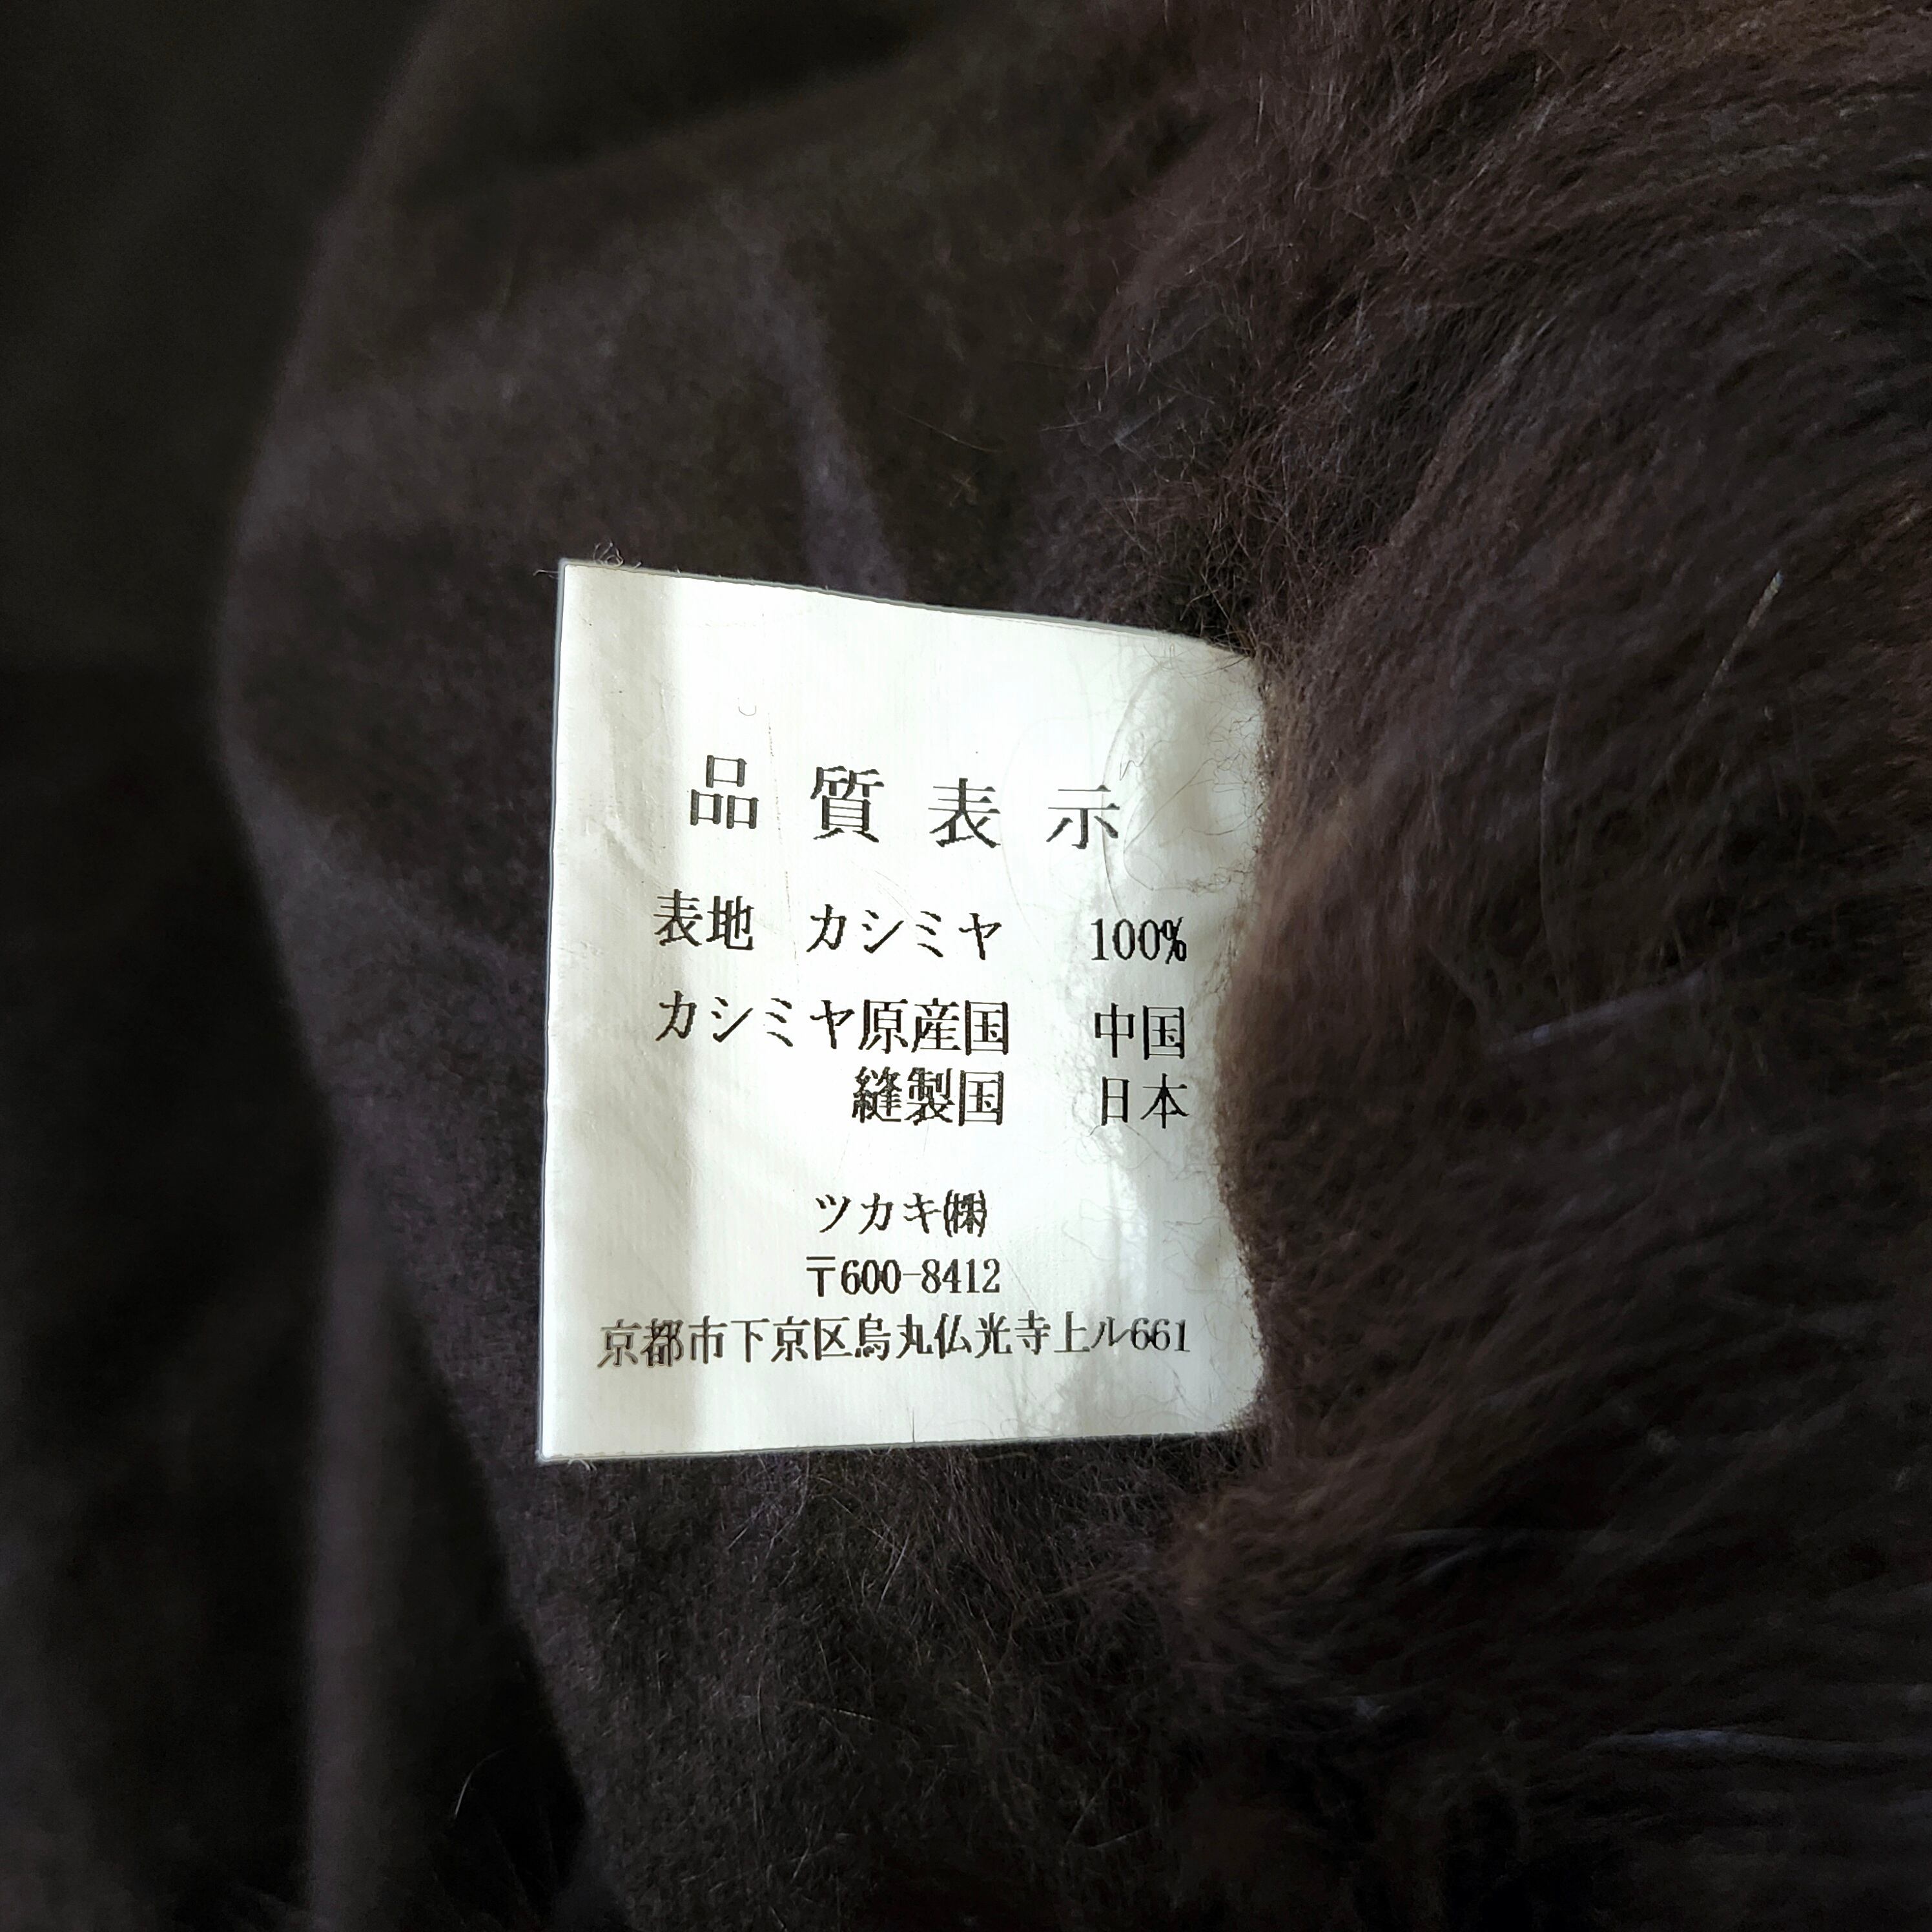 品質表示
表地 カシミヤ 100%
カシミヤ原産国 中国
縫製国 日本
ツカキ㈱
〒600-8412
京都市下京区烏丸仏光寺上ル661